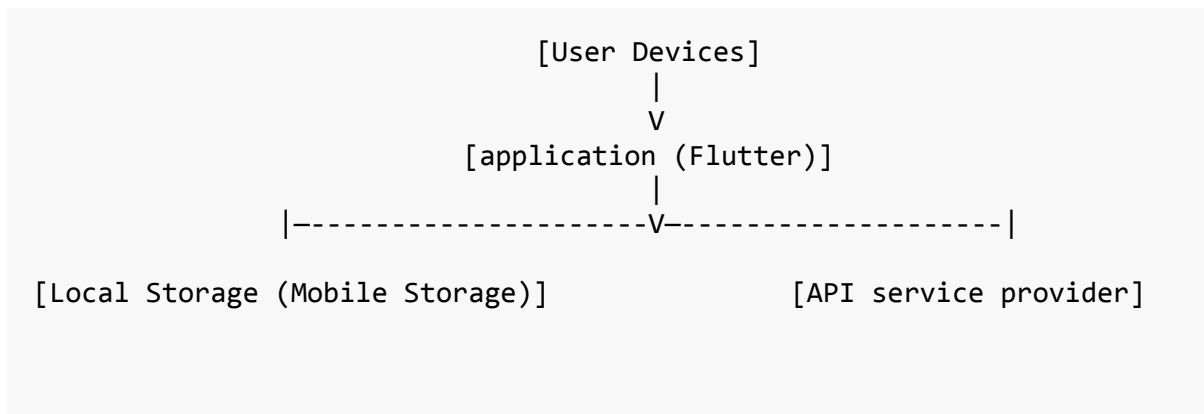 [User Devices]
|
V
[application (Flutter)]
|
|—---------------------V—--------------------|
[Local Storage (Mobile Storage)] [API service provider]